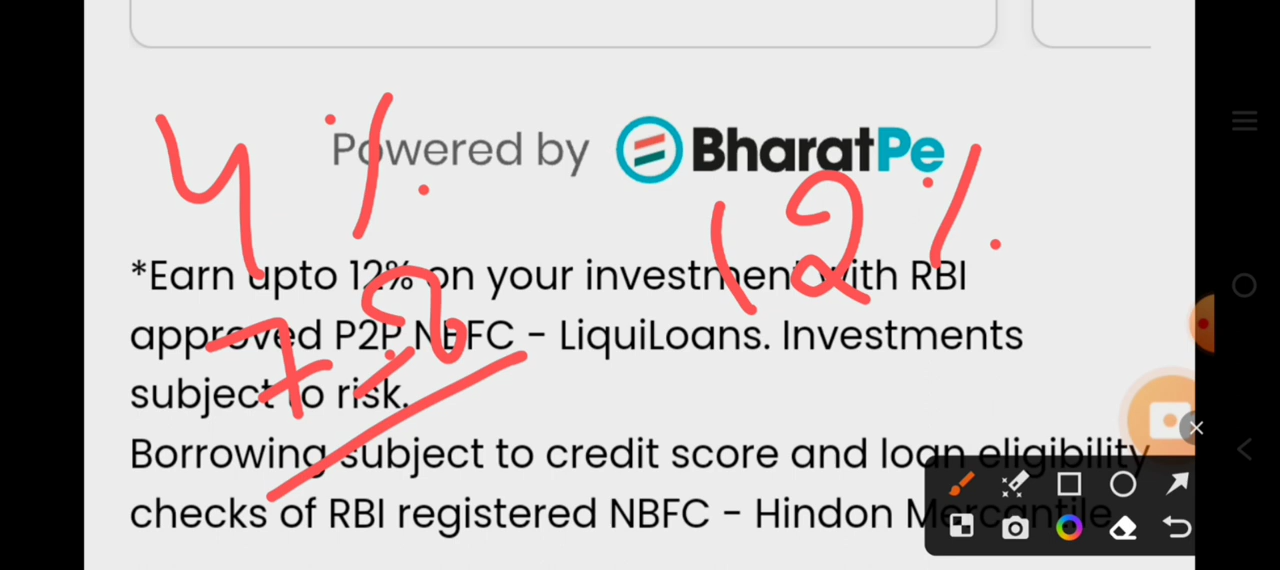 Powered by BharatPe
4%
12%
*Earn upto 12% on your investment with RBI
approved P2P NBFC - LiquiLoans. Investments
subject to risk.
Borrowing subject to credit score and loan eligibility
checks of RBI registered NBFC - Hindon Mercantile